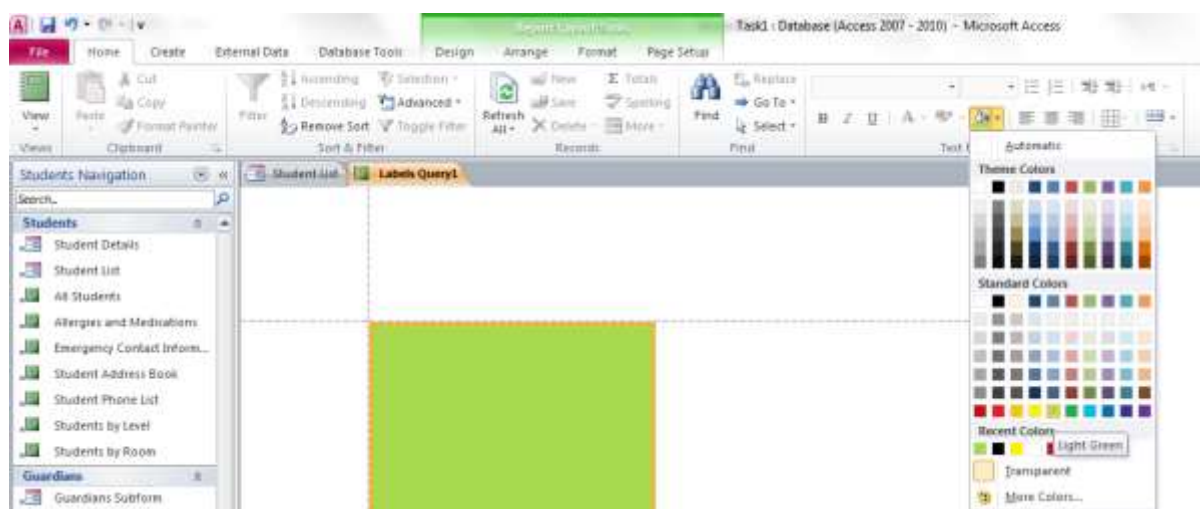 Task1 : Database (Access 2007 - 2010) - Microsoft Access
File Home Create External Data Database Tools Design Arrange Format Page Setup
View
Paste
Cut
Copy
Format Painter
Filter
Ascending
Descending
Remove Sort
Selection
Advanced
Toggle Filter
Refresh
All
New
Save
Delete
Totals
Spelling
More
Find
Replace
Go To
Select
B I U A
Views Clipboard Sort & Filter Records Find
Students Navigation
Student List
Labels Query1
Search..
Students
Student Details
Student List
All Students
Allergies and Medications
Emergency Contact Inform...
Student Address Book
Student Phone List
Students by Level
Students by Room
Guardians
Guardians Subform
Automatic
Theme Colors
Standard Colors
Recent Colors
Light Green
Transparent
More Colors...